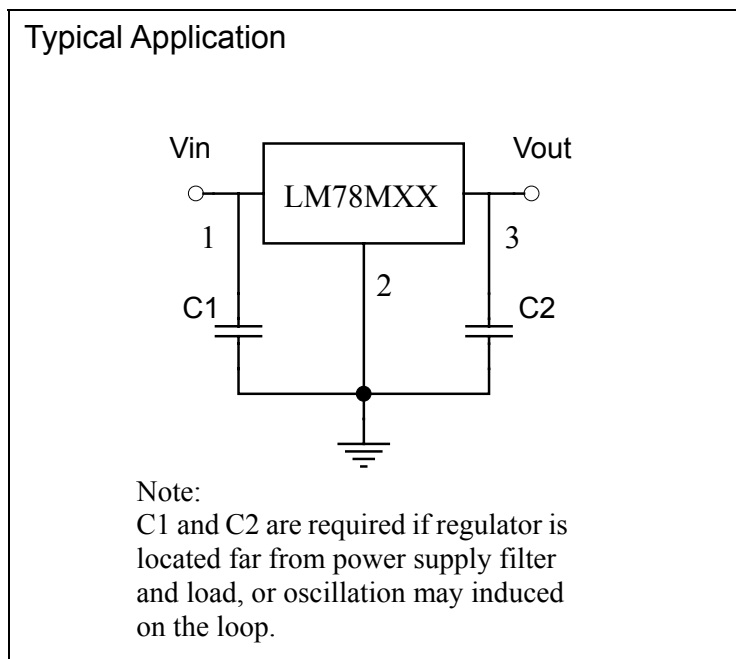 Typical Application
Vin
Vout
LM78MXX
1
3
2
C1
C2
Note:
C1 and C2 are required if regulator is
located far from power supply filter
and load, or oscillation may induced
on the loop.